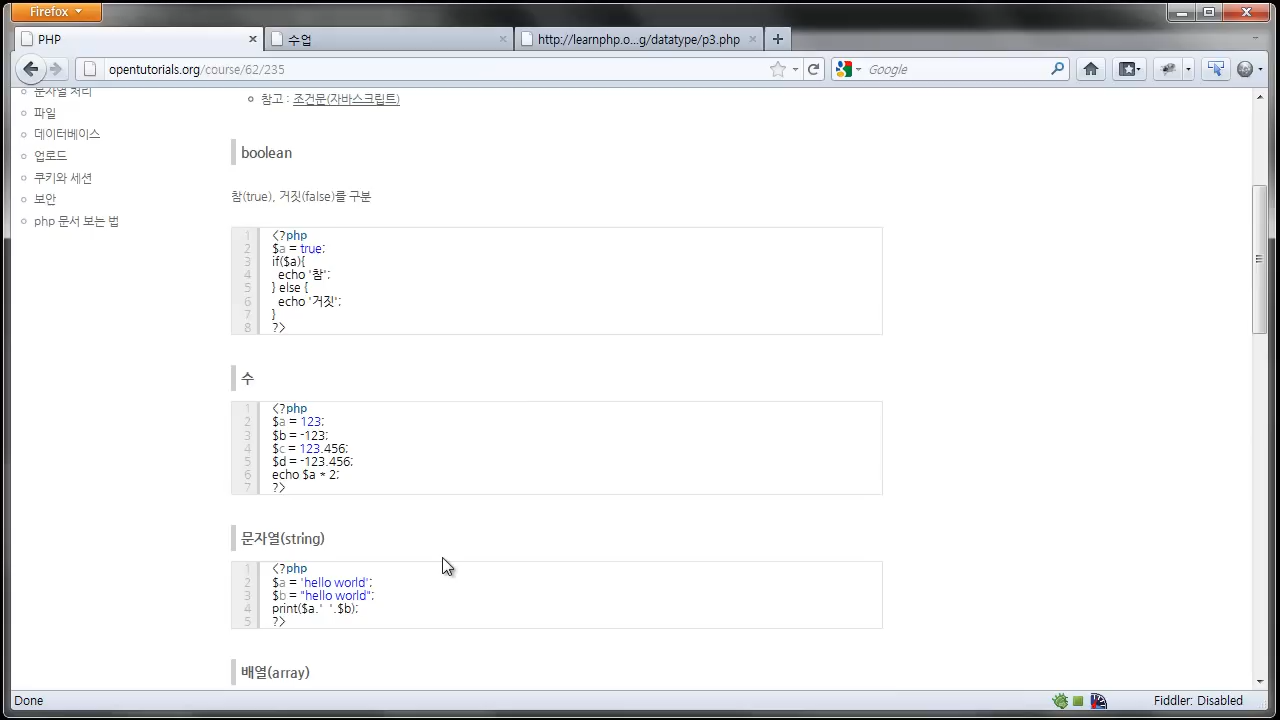 Firefox
PHP
수업
http://learnphp.o...g/datatype/p3.php
opentutorials.org/course/62/235
Google
문자열 처리
파일
데이터베이스
업로드
쿠키와 세션
보안
php 문서 보는 법
참고 : 조건문(자바스크립트)
boolean
참(true), 거짓(false)를 구분
1 <?php
2 $a = true;
3 if($a){
4 echo '참';
5 } else {
6 echo '거짓';
7 }
8 ?>
수
1 <?php
2 $a = 123;
3 $b = -123;
4 $c = 123.456;
5 $d = -123.456;
6 echo $a * 2;
7 ?>
문자열(string)
1 <?php
2 $a = 'hello world';
3 $b = "hello world";
4 print($a.' '.$b);
5 ?>
배열(array)
Done
Fiddler: Disabled